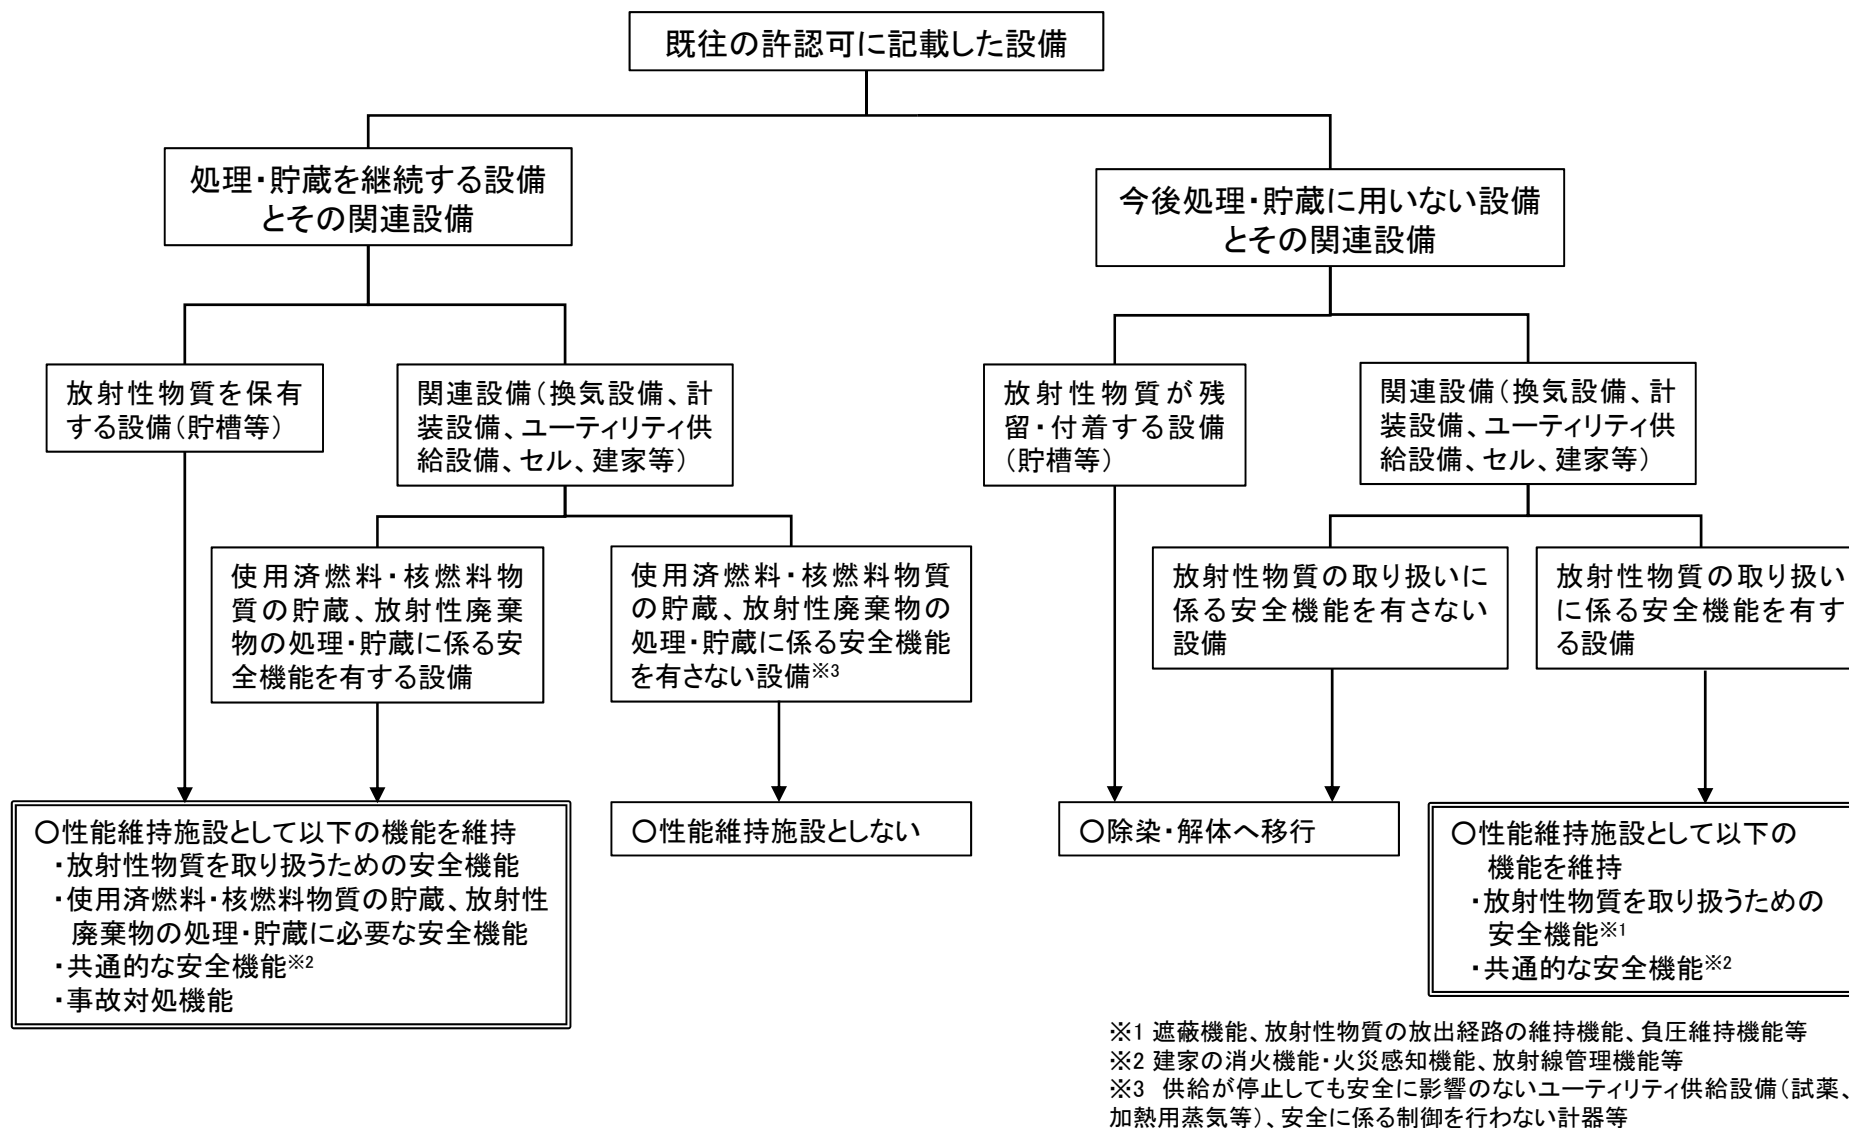 既往の許認可に記載した設備
処理・貯蔵を継続する設備
とその関連設備
今後処理・貯蔵に用いない設備
とその関連設備
放射性物質を保有
する設備(貯槽等)
関連設備(換気設備、計
装設備、ユーティリティ供
給設備、セル、建家等)
放射性物質が残
留・付着する設備
(貯槽等)
関連設備(換気設備、計
装設備、ユーティリティ供
給設備、セル、建家等)
使用済燃料・核燃料物
質の貯蔵、放射性廃棄
物の処理・貯蔵に係る安
全機能を有する設備
使用済燃料・核燃料物質
の貯蔵、放射性廃棄物の
処理・貯蔵に係る安全機能
を有さない設備※3
放射性物質の取り扱いに
係る安全機能を有さない
設備
放射性物質の取り扱い
に係る安全機能を有す
る設備
○性能維持施設として以下の機能を維持
・放射性物質を取り扱うための安全機能
・使用済燃料・核燃料物質の貯蔵、放射性
廃棄物の処理・貯蔵に必要な安全機能
・共通的な安全機能※2
・事故対処機能
○性能維持施設としない
○除染・解体へ移行
○性能維持施設として以下の
機能を維持
・放射性物質を取り扱うための
安全機能※1
・共通的な安全機能※2
※1 遮蔽機能、放射性物質の放出経路の維持機能、負圧維持機能等
※2 建家の消火機能・火災感知機能、放射線管理機能等
※3 供給が停止しても安全に影響のないユーティリティ供給設備(試薬、
加熱用蒸気等)、安全に係る制御を行わない計器等